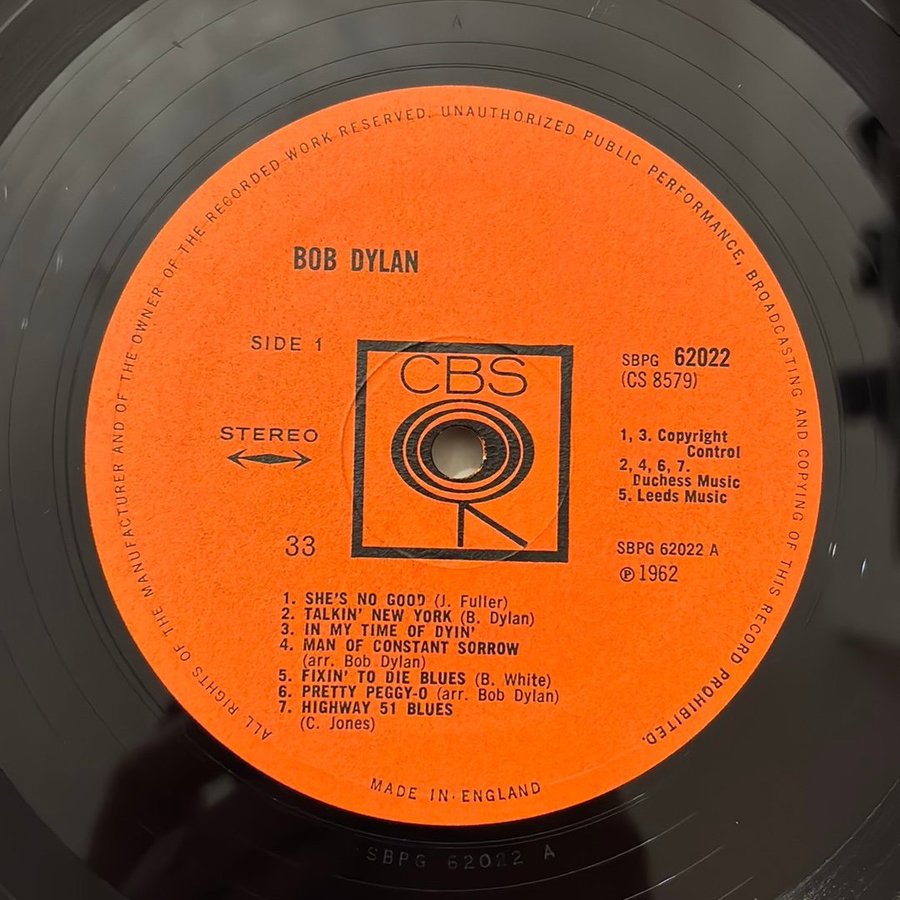 A
ALL RIGHTS OF THE MANUFACTURER AND OF THE OWNER OF THE RECORDED WORK RESERVED. UNAUTHORIZED PUBLIC PERFORMANCE, BROADCASTING AND COPYING OF THIS RECORD PROHIBITED.
BOB DYLAN
SIDE 1
CBS
SBPG 62022
(CS 8579)
STEREO
1, 3. Copyright
Control
2, 4, 6, 7.
Duchess Music
5. Leeds Music
33
SBPG 62022 A
℗ 1962
1. SHE'S NO GOOD (J. Fuller)
2. TALKIN' NEW YORK (B. Dylan)
3. IN MY TIME OF DYIN'
4. MAN OF CONSTANT SORROW
(arr. Bob Dylan)
5. FIXIN' TO DIE BLUES (B. White)
6. PRETTY PEGGY-O (arr. Bob Dylan)
7. HIGHWAY 51 BLUES
(C. Jones)
MADE IN ENGLAND
SBPG 62022 A